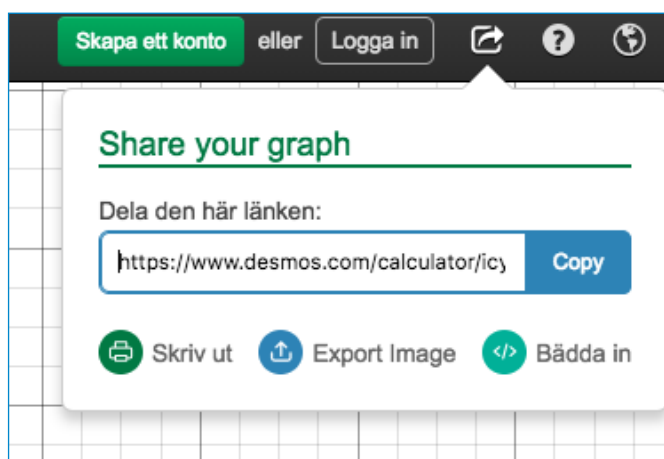 Skapa ett konto eller Logga in
Share your graph
Dela den här länken:
https://www.desmos.com/calculator/icy Copy
Skriv ut Export Image Bädda in